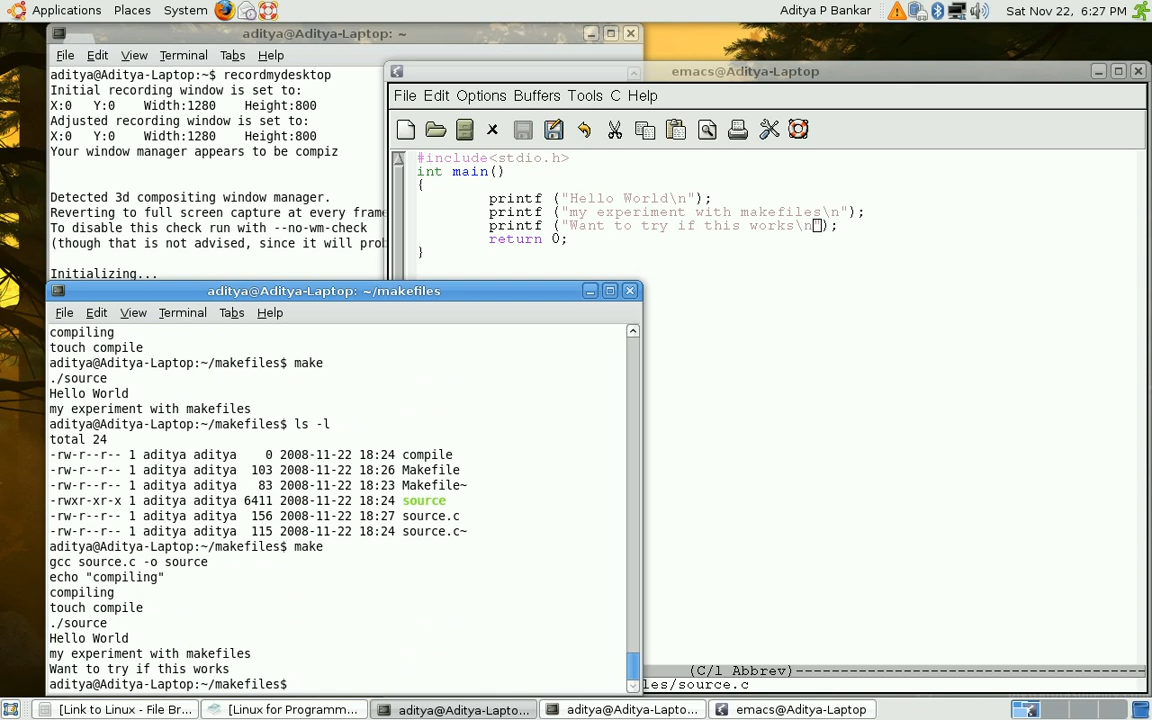 Applications Places System Aditya P Bankar Sat Nov 22, 6:27 PM
aditya@Aditya-Laptop: ~
File Edit View Terminal Tabs Help
aditya@Aditya-Laptop:~$ recordmydesktop
Initial recording window is set to:
X:0 Y:0 Width:1280 Height:800
Adjusted recording window is set to:
X:0 Y:0 Width:1280 Height:800
Your window manager appears to be compiz
Detected 3d compositing window manager.
Reverting to full screen capture at every frame
To disable this check run with --no-wm-check
(though that is not advised, since it will
Initializing...
emacs@Aditya-Laptop
File Edit Options Buffers Tools C Help
#include<stdio.h>
int main()
{
printf ("Hello World\n");
printf ("my experiment with makefiles\n");
printf ("Want to try if this works\n");
return 0;
}
(C/l Abbrev)-----------------------------------------
les/source.c
aditya@Aditya-Laptop: ~/makefiles
File Edit View Terminal Tabs Help
compiling
touch compile
aditya@Aditya-Laptop:~/makefiles$ make
./source
Hello World
my experiment with makefiles
aditya@Aditya-Laptop:~/makefiles$ ls -l
total 24
-rw-r--r-- 1 aditya aditya 0 2008-11-22 18:24 compile
-rw-r--r-- 1 aditya aditya 103 2008-11-22 18:26 Makefile
-rw-r--r-- 1 aditya aditya 83 2008-11-22 18:23 Makefile~
-rwxr-xr-x 1 aditya aditya 6411 2008-11-22 18:24 source
-rw-r--r-- 1 aditya aditya 156 2008-11-22 18:27 source.c
-rw-r--r-- 1 aditya aditya 115 2008-11-22 18:24 source.c~
aditya@Aditya-Laptop:~/makefiles$ make
gcc source.c -o source
echo "compiling"
compiling
touch compile
./source
Hello World
my experiment with makefiles
Want to try if this works
aditya@Aditya-Laptop:~/makefiles$
[Link to Linux - File Br... [Linux for Programm... aditya@Aditya-Lapto... aditya@Aditya-Lapto... emacs@Aditya-Laptop